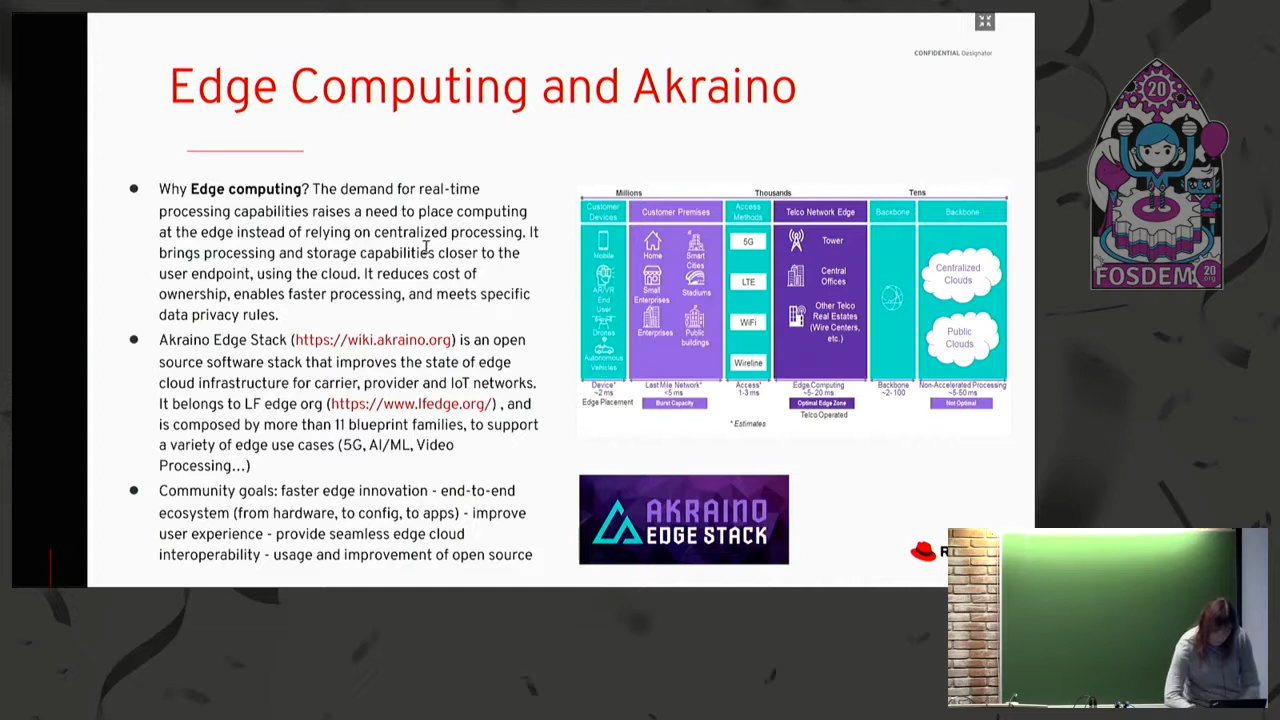 CONFIDENTIAL Designator
Edge Computing and Akraino
● Why Edge computing? The demand for real-time
processing capabilities raises a need to place computing
at the edge instead of relying on centralized processing. It
brings processing and storage capabilities closer to the
user endpoint, using the cloud. It reduces cost of
ownership, enables faster processing, and meets specific
data privacy rules.
● Akraino Edge Stack (https://wiki.akraino.org) is an open
source software stack that improves the state of edge
cloud infrastructure for carrier, provider and IoT networks.
It belongs to LF edge org (https://www.lfedge.org/) , and
is composed by more than 11 blueprint families, to support
a variety of edge use cases (5G, AI/ML, Video
Processing...)
● Community goals: faster edge innovation - end-to-end
ecosystem (from hardware, to config, to apps) - improve
user experience - provide seamless edge cloud
interoperability - usage and improvement of open source
Millions
Thousands
Tens
Customer
Devices
Customer Premises
Access
Methods
Telco Network Edge
Backbone
Backbone
Mobile
AR/VR
End
User
Drones
Autonomous
Vehicles
Home
Smart
Cities
Small
Enterprises
Stadiums
Enterprises
Public
buildings
5G
LTE
WiFi
Wireline
Tower
Central
Offices
Other Telco
Real Estates
(Wire Centers,
etc.)
Centralized
Clouds
Public
Clouds
Device*
~2 ms
Edge Placement
Last Mile Network*
<5 ms
Burst Capacity
Access*
1-3 ms
Edge Computing
~5- 20 ms
Optimal Edge Zone
Telco Operated
Backbone
~2- 100
Non-Accelerated Processing
~5-50 ms
Not Optimal
* Estimates
AKRAINO
EDGE STACK
R
20
FOSDEM
20
.org